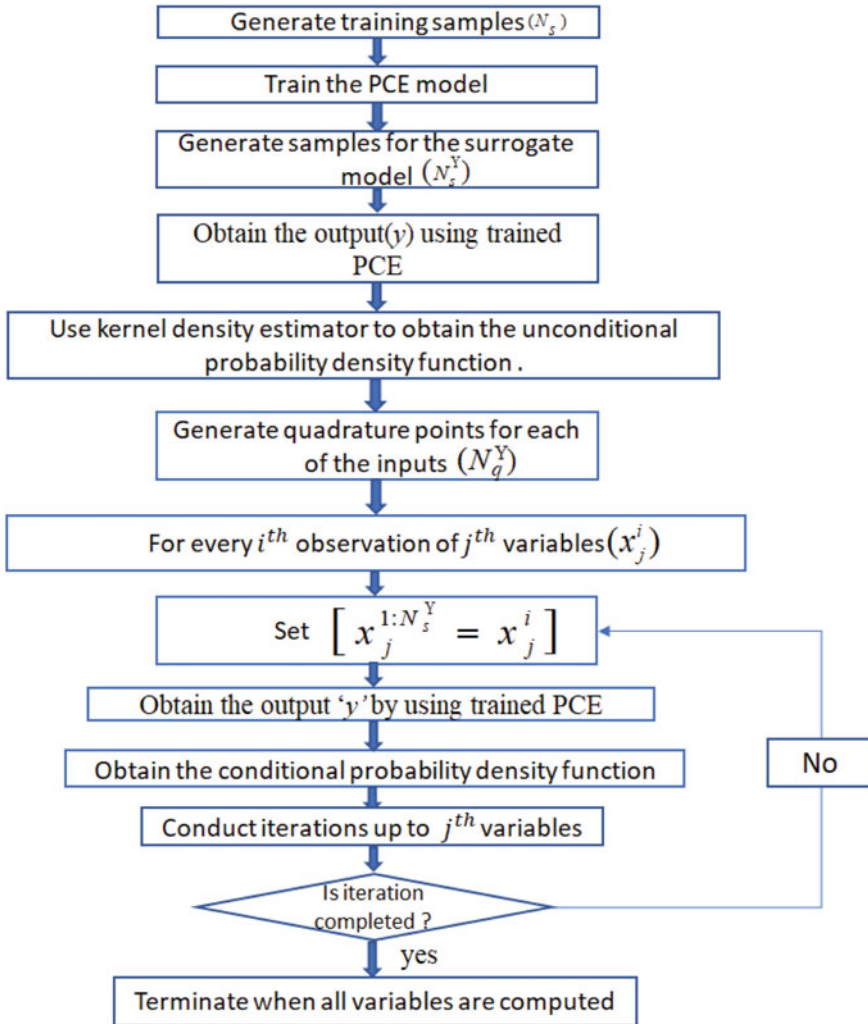 Generate training samples(N_s)
Train the PCE model
Generate samples for the surrogate
model (N_s^Y)
Obtain the output(y) using trained
PCE
Use kernel density estimator to obtain the unconditional
probability density function .
Generate quadrature points for each
of the inputs (N_q^Y)
For every i^th observation of j^th variables(x_j^i)
Set [ x_j^{1:N_s^Y} = x_j^i ]
Obtain the output ‘y’ by using trained PCE
Obtain the conditional probability density function
No
Conduct iterations up to j^th variables
Is iteration
completed ?
yes
Terminate when all variables are computed